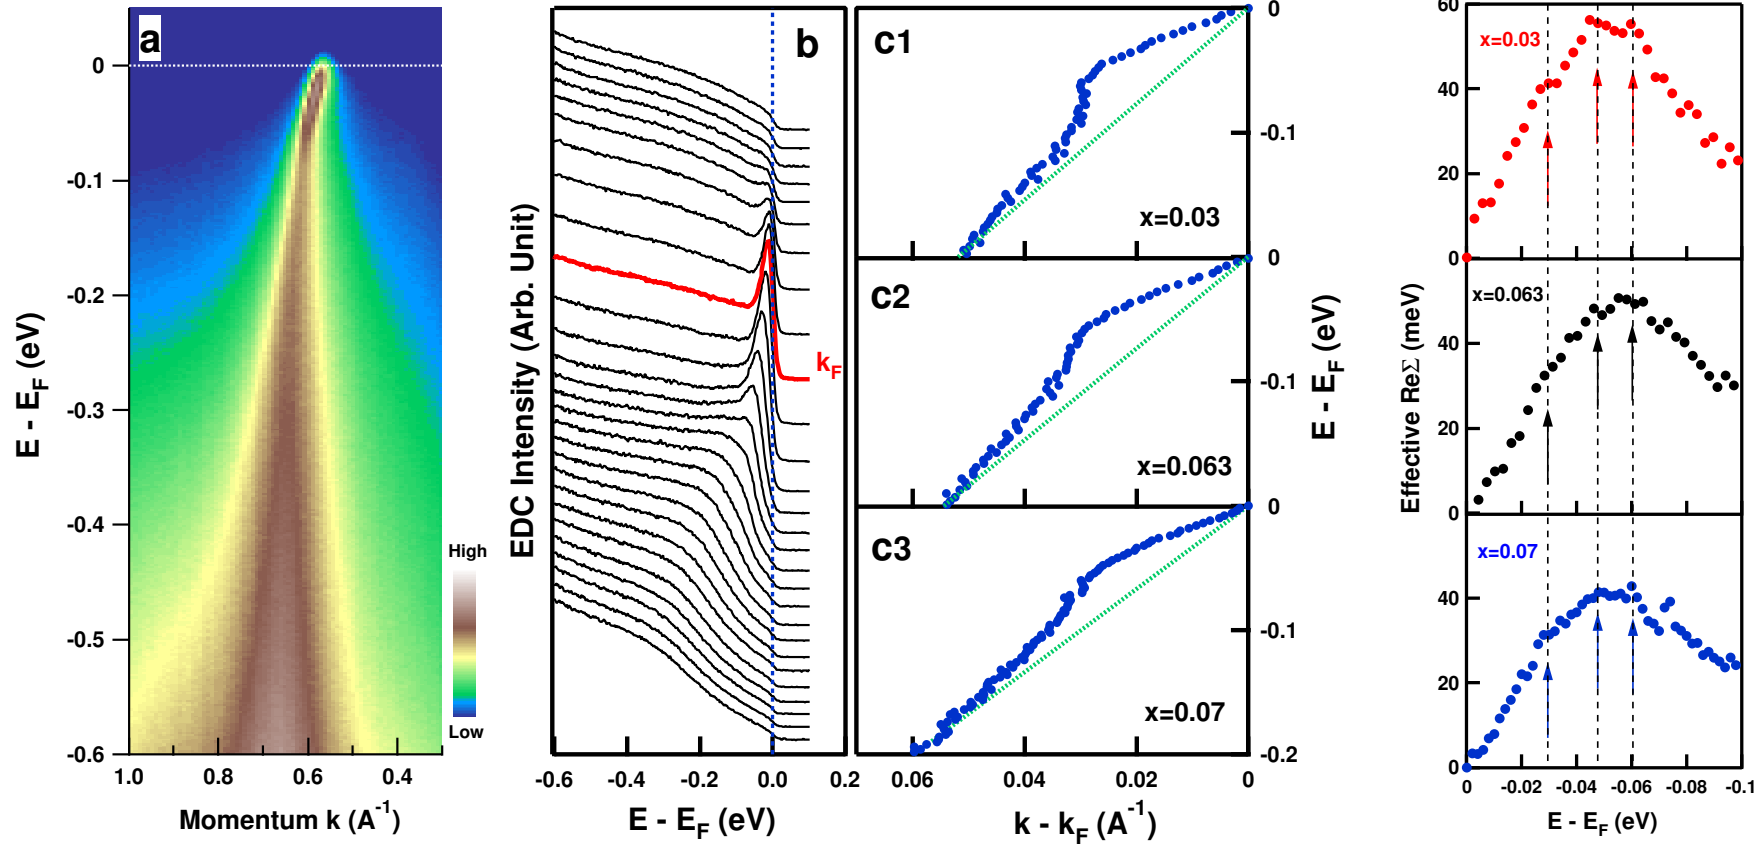 a
0
-0.1
-0.2
-0.3
-0.4
-0.5
-0.6
E - E_F (eV)
1.0 0.8 0.6 0.4
Momentum k (A^-1)
High
Low
b
EDC Intensity (Arb. Unit)
k_F
-0.6 -0.4 -0.2 0.0 0.2
E - E_F (eV)
c1
x=0.03
c2
x=0.063
c3
x=0.07
0
-0.1
0
-0.1
0
-0.1
-0.2
E - E_F (eV)
0.06 0.04 0.02 0
k - k_F (A^-1)
60
40
20
0
x=0.03
40
20
0
x=0.063
40
20
0
x=0.07
Effective ReΣ (meV)
0 -0.02 -0.04 -0.06 -0.08 -0.1
E - E_F (eV)